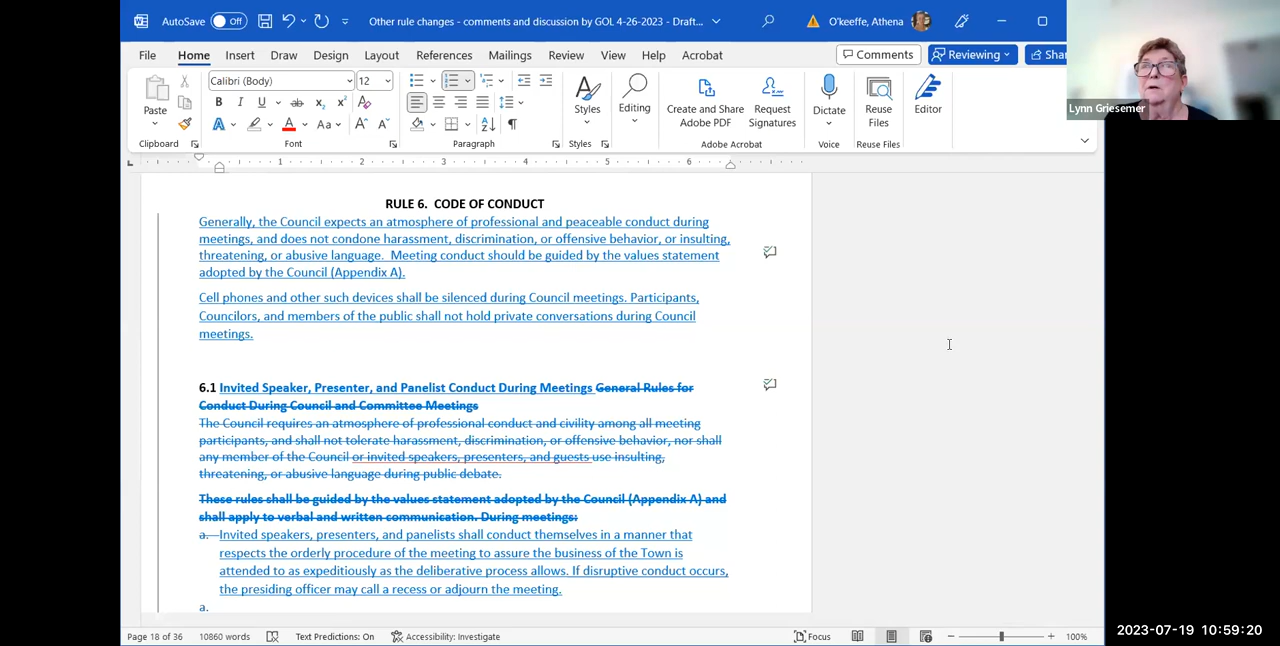 AutoSave Off Other rule changes - comments and discussion by GOL 4-26-2023 - Draft... O'keeffe, Athena
File Home Insert Draw Design Layout References Mailings Review View Help Acrobat Comments Reviewing Shar
Lynn Griesemer
Paste
Calibri (Body) 12
B I U ab x₂ x² A
A A Aa A A
Styles
Editing
Create and Share
Adobe PDF
Request
Signatures
Dictate
Reuse
Files
Editor
Clipboard Font Paragraph Styles Adobe Acrobat Voice Reuse Files
1 2 3 4 5 6
RULE 6. CODE OF CONDUCT
Generally, the Council expects an atmosphere of professional and peaceable conduct during
meetings, and does not condone harassment, discrimination, or offensive behavior, or insulting,
threatening, or abusive language. Meeting conduct should be guided by the values statement
adopted by the Council (Appendix A).
Cell phones and other such devices shall be silenced during Council meetings. Participants,
Councilors, and members of the public shall not hold private conversations during Council
meetings.
6.1 Invited Speaker, Presenter, and Panelist Conduct During Meetings General Rules for
Conduct During Council and Committee Meetings
The Council requires an atmosphere of professional conduct and civility among all meeting
participants, and shall not tolerate harassment, discrimination, or offensive behavior, nor shall
any member of the Council or invited speakers, presenters, and guests use insulting,
threatening, or abusive language during public debate.
These rules shall be guided by the values statement adopted by the Council (Appendix A) and
shall apply to verbal and written communication. During meetings:
a. Invited speakers, presenters, and panelists shall conduct themselves in a manner that
respects the orderly procedure of the meeting to assure the business of the Town is
attended to as expeditiously as the deliberative process allows. If disruptive conduct occurs,
the presiding officer may call a recess or adjourn the meeting.
a.
Page 18 of 36 10860 words Text Predictions: On Accessibility: Investigate Focus 100%
2023-07-19 10:59:20